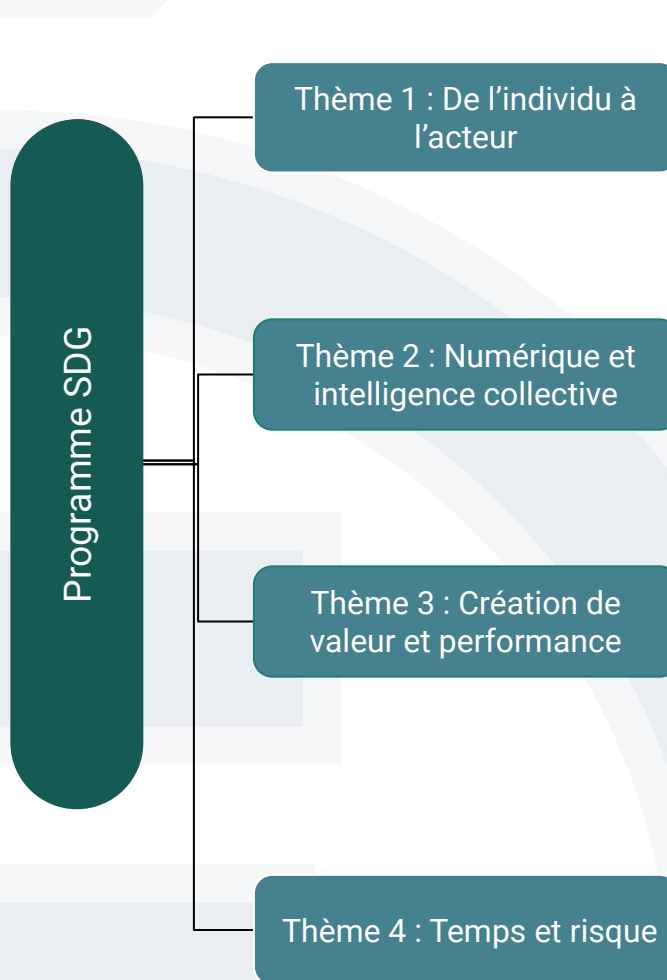 Programme SDG
Thème 1 : De l’individu à
l’acteur
Thème 2 : Numérique et
intelligence collective
Thème 3 : Création de
valeur et performance
Thème 4 : Temps et risque